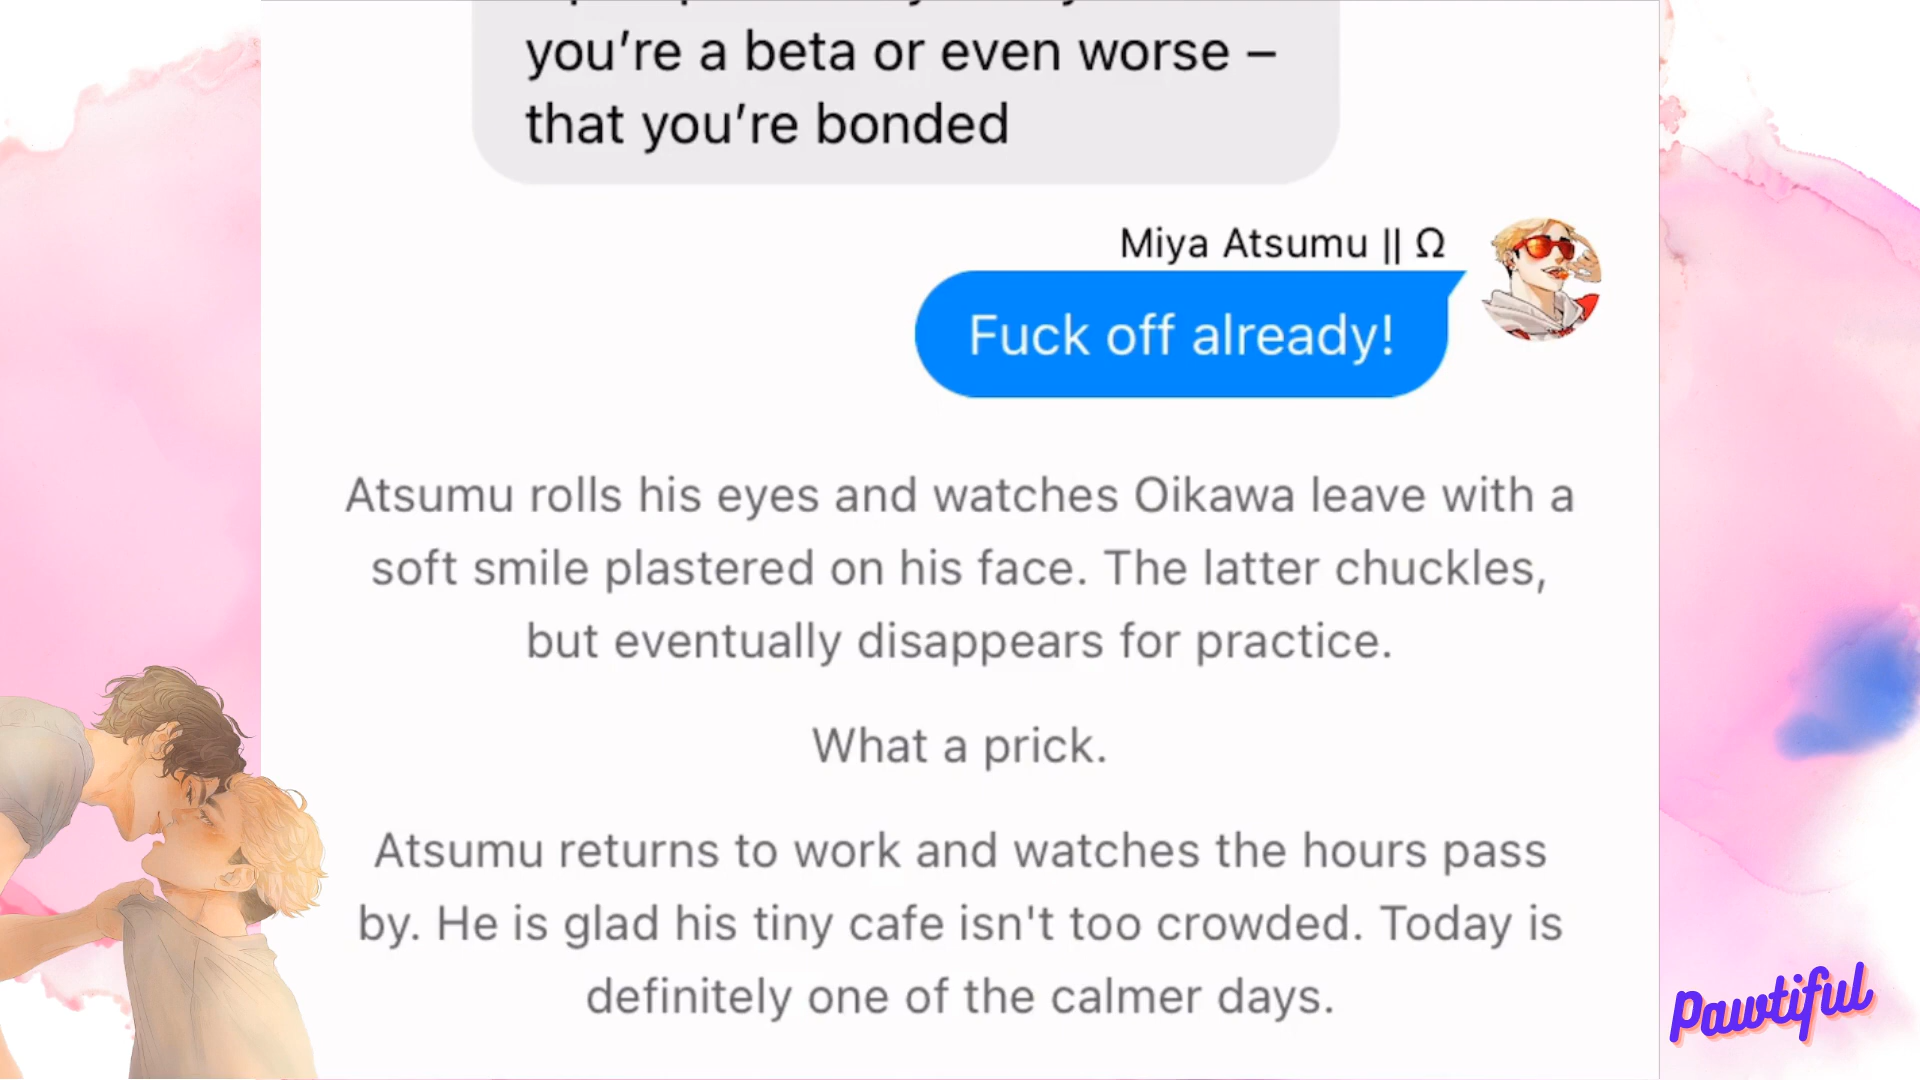 you're a beta or even worse –
that you're bonded
Miya Atsumu || Ω
Fuck off already!
Atsumu rolls his eyes and watches Oikawa leave with a
soft smile plastered on his face. The latter chuckles,
but eventually disappears for practice.
What a prick.
Atsumu returns to work and watches the hours pass
by. He is glad his tiny cafe isn't too crowded. Today is
definitely one of the calmer days.
Pawtiful